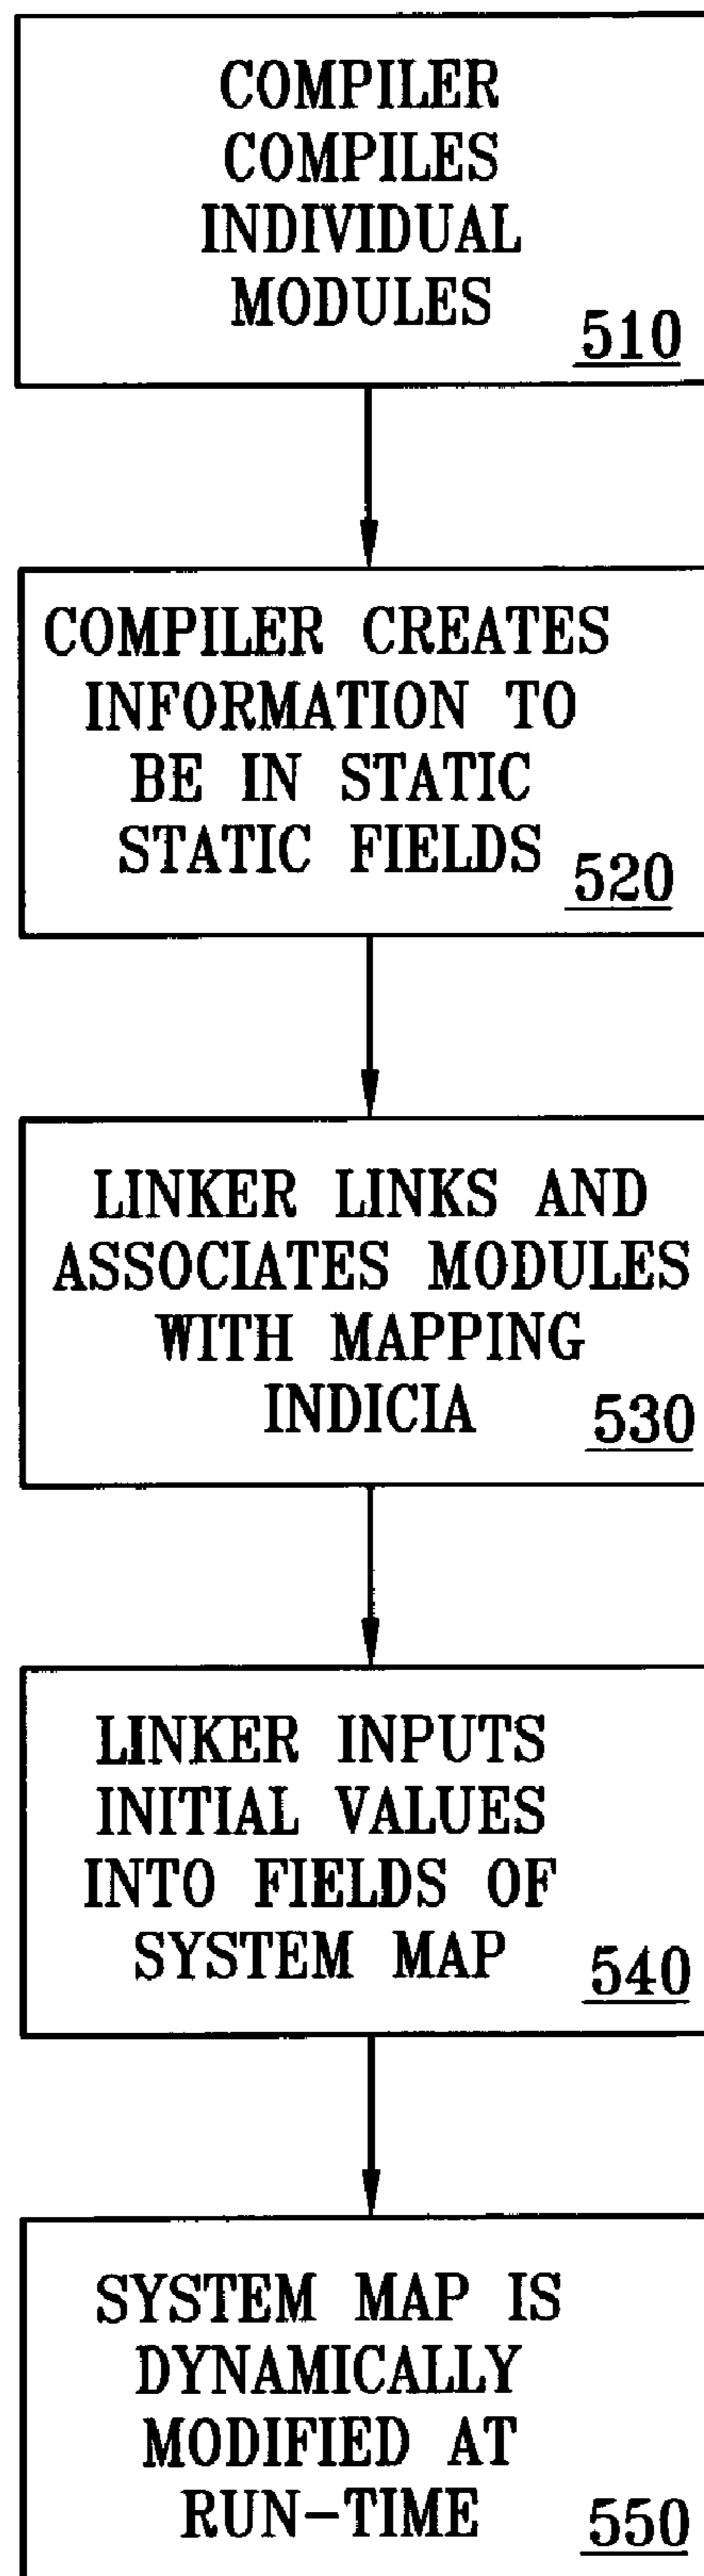 COMPILER
COMPILES
INDIVIDUAL
MODULES
510
COMPILER CREATES
INFORMATION TO
BE IN STATIC
STATIC FIELDS
520
LINKER LINKS AND
ASSOCIATES MODULES
WITH MAPPING
INDICIA
530
LINKER INPUTS
INITIAL VALUES
INTO FIELDS OF
SYSTEM MAP
540
SYSTEM MAP IS
DYNAMICALLY
MODIFIED AT
RUN-TIME
550